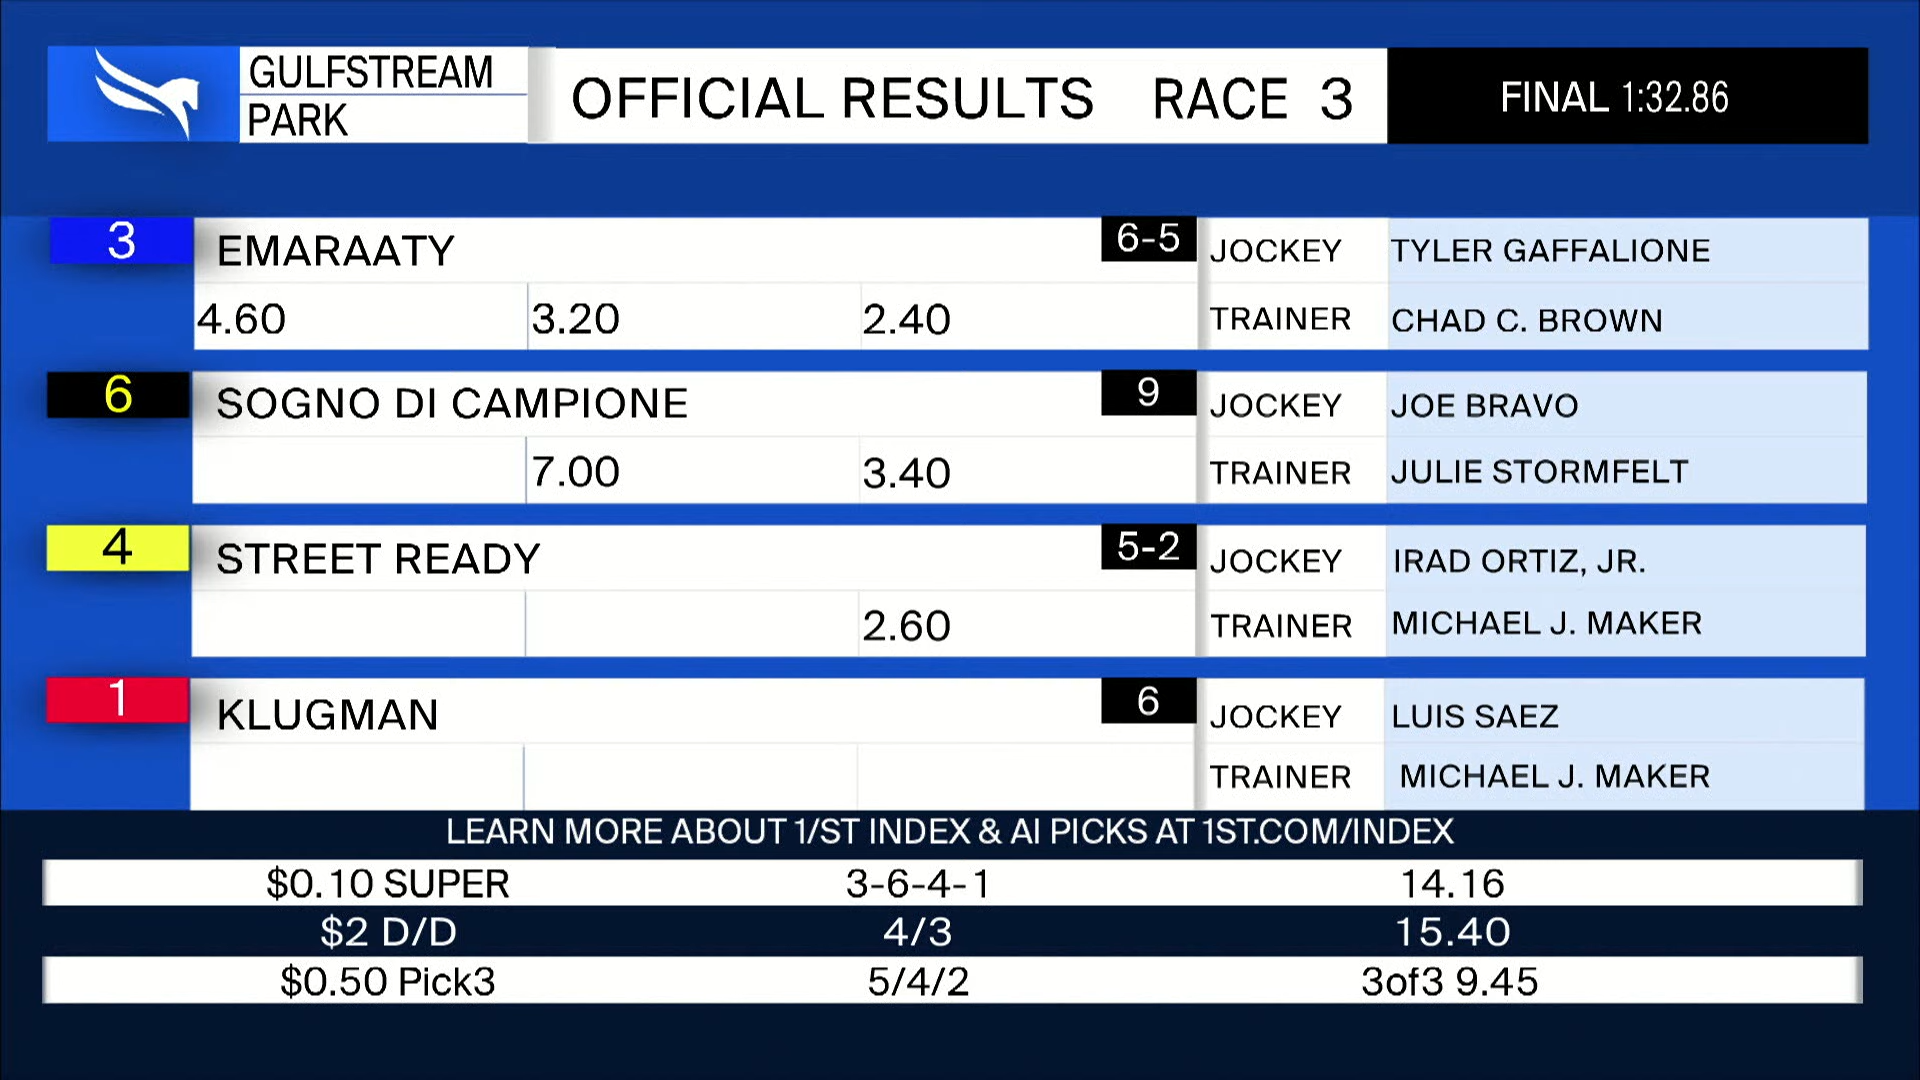 GULFSTREAM
PARK
OFFICIAL RESULTS RACE 3
FINAL 1:32.86
3 EMARAATY 6-5 JOCKEY TYLER GAFFALIONE
4.60 3.20 2.40 TRAINER CHAD C. BROWN
6 SOGNO DI CAMPIONE 9 JOCKEY JOE BRAVO
7.00 3.40 TRAINER JULIE STORMFELT
4 STREET READY 5-2 JOCKEY IRAD ORTIZ, JR.
2.60 TRAINER MICHAEL J. MAKER
1 KLUGMAN 6 JOCKEY LUIS SAEZ
TRAINER MICHAEL J. MAKER
LEARN MORE ABOUT 1/ST INDEX & AI PICKS AT 1ST.COM/INDEX
$0.10 SUPER 3-6-4-1 14.16
$2 D/D 4/3 15.40
$0.50 Pick3 5/4/2 3of3 9.45